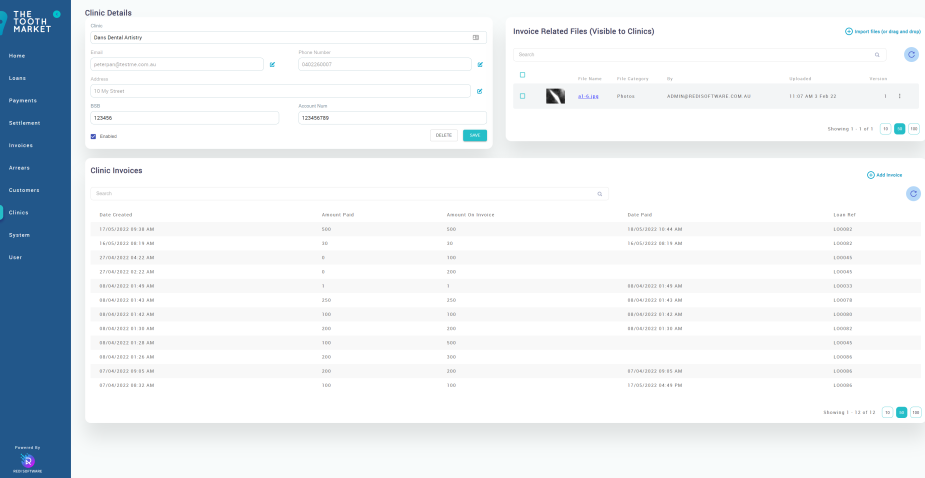 THE
TOOTH
MARKET
Home
Loans
Payments
Settlement
Invoices
Arrears
Customers
Clinics
System
User
Powered By
REDISOFTWARE
Clinic Details
Clinic
Dans Dental Artistry
Email
Phone Number
peterpan@testme.com.au
0402260007
Address
10 My Street
BSB
Account Num
123456
123456789
Enabled
DELETE
SAVE
Invoice Related Files (Visible to Clinics)
Import files (or drag and drop)
Search
File Name File Category By Uploaded Version
Photos ADMIN@REDISOFTWARE.COM.AU 11:07 AM 3 Feb 22 1
Showing 1 - 1 of 1 10 50 100
Clinic Invoices
Add Invoice
Search
Date Created Amount Paid Amount On Invoice Date Paid Loan Ref
17/05/2022 09:38 AM 500 500 18/05/2022 10:44 AM L00082
16/05/2022 08:19 AM 20 20 16/05/2022 08:19 AM L00082
27/04/2022 04:22 AM 0 100 L00045
27/04/2022 02:22 AM 0 200 L00045
08/04/2022 01:49 AM 1 1 08/04/2022 01:49 AM L00033
08/04/2022 01:43 AM 250 250 08/04/2022 01:43 AM L00078
08/04/2022 01:42 AM 100 100 08/04/2022 01:42 AM L00080
08/04/2022 01:30 AM 200 200 08/04/2022 01:30 AM L00082
08/04/2022 01:28 AM 100 500 L00045
08/04/2022 01:26 AM 200 300 L00086
07/04/2022 09:05 AM 200 200 07/04/2022 09:05 AM L00086
07/04/2022 08:32 AM 100 100 17/05/2022 04:49 PM L00086
Showing 1 - 12 of 12 10 50 100